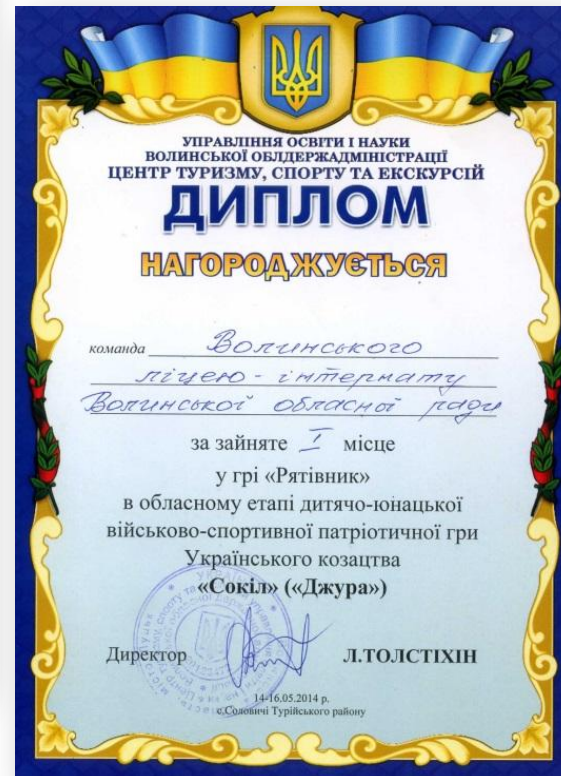 УПРАВЛІННЯ ОСВІТИ І НАУКИ
ВОЛИНСЬКОЇ ОБЛДЕРЖАДМІНІСТРАЦІЇ
ЦЕНТР ТУРИЗМУ, СПОРТУ ТА ЕКСКУРСІЙ
ДИПЛОМ
НАГОРОДЖУЄТЬСЯ
команда Волинського
ліцею - інтернату
Волинської обласної ради
за зайняте І місце
у грі «Рятівник»
в обласному етапі дитячо-юнацької
військово-спортивної патріотичної гри
Українського козацтва
«Сокіл» («Джура»)
Директор Л.ТОЛСТІХІН
14-16.05.2014 р.
с.Соловичі Турійського району